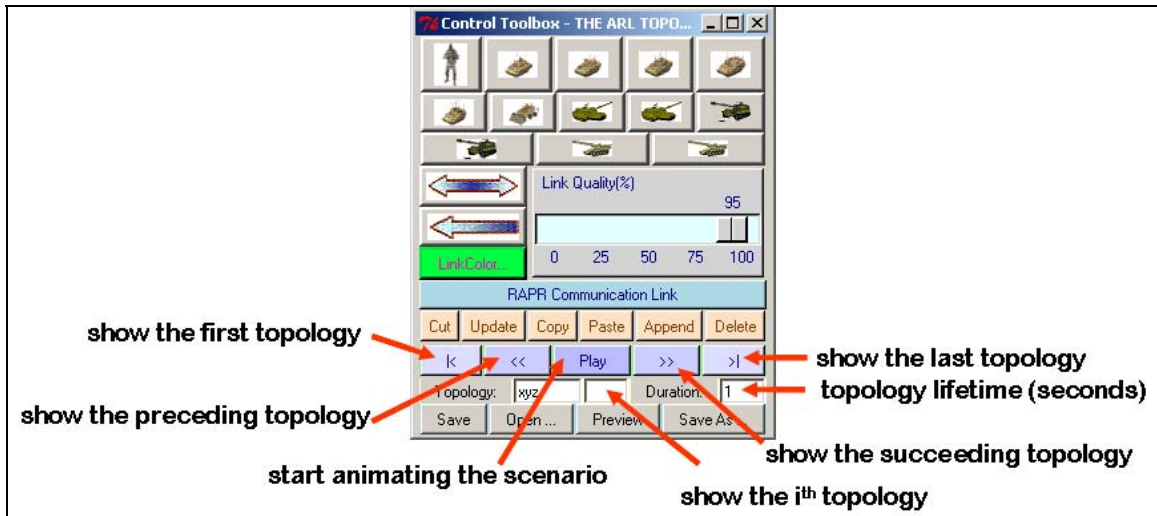 Control Toolbox - THE ARL TOPO...
Link Quality(%)
95
0 25 50 75 100
LinkColor...
RAPR Communication Link
Cut Update Copy Paste Append Delete
show the first topology
|< << Play >> >|
show the last topology
Topology: xyz Duration: 1
topology lifetime (seconds)
show the preceding topology
Save Open ... Preview Save As ...
start animating the scenario
show the succeeding topology
show the ith topology